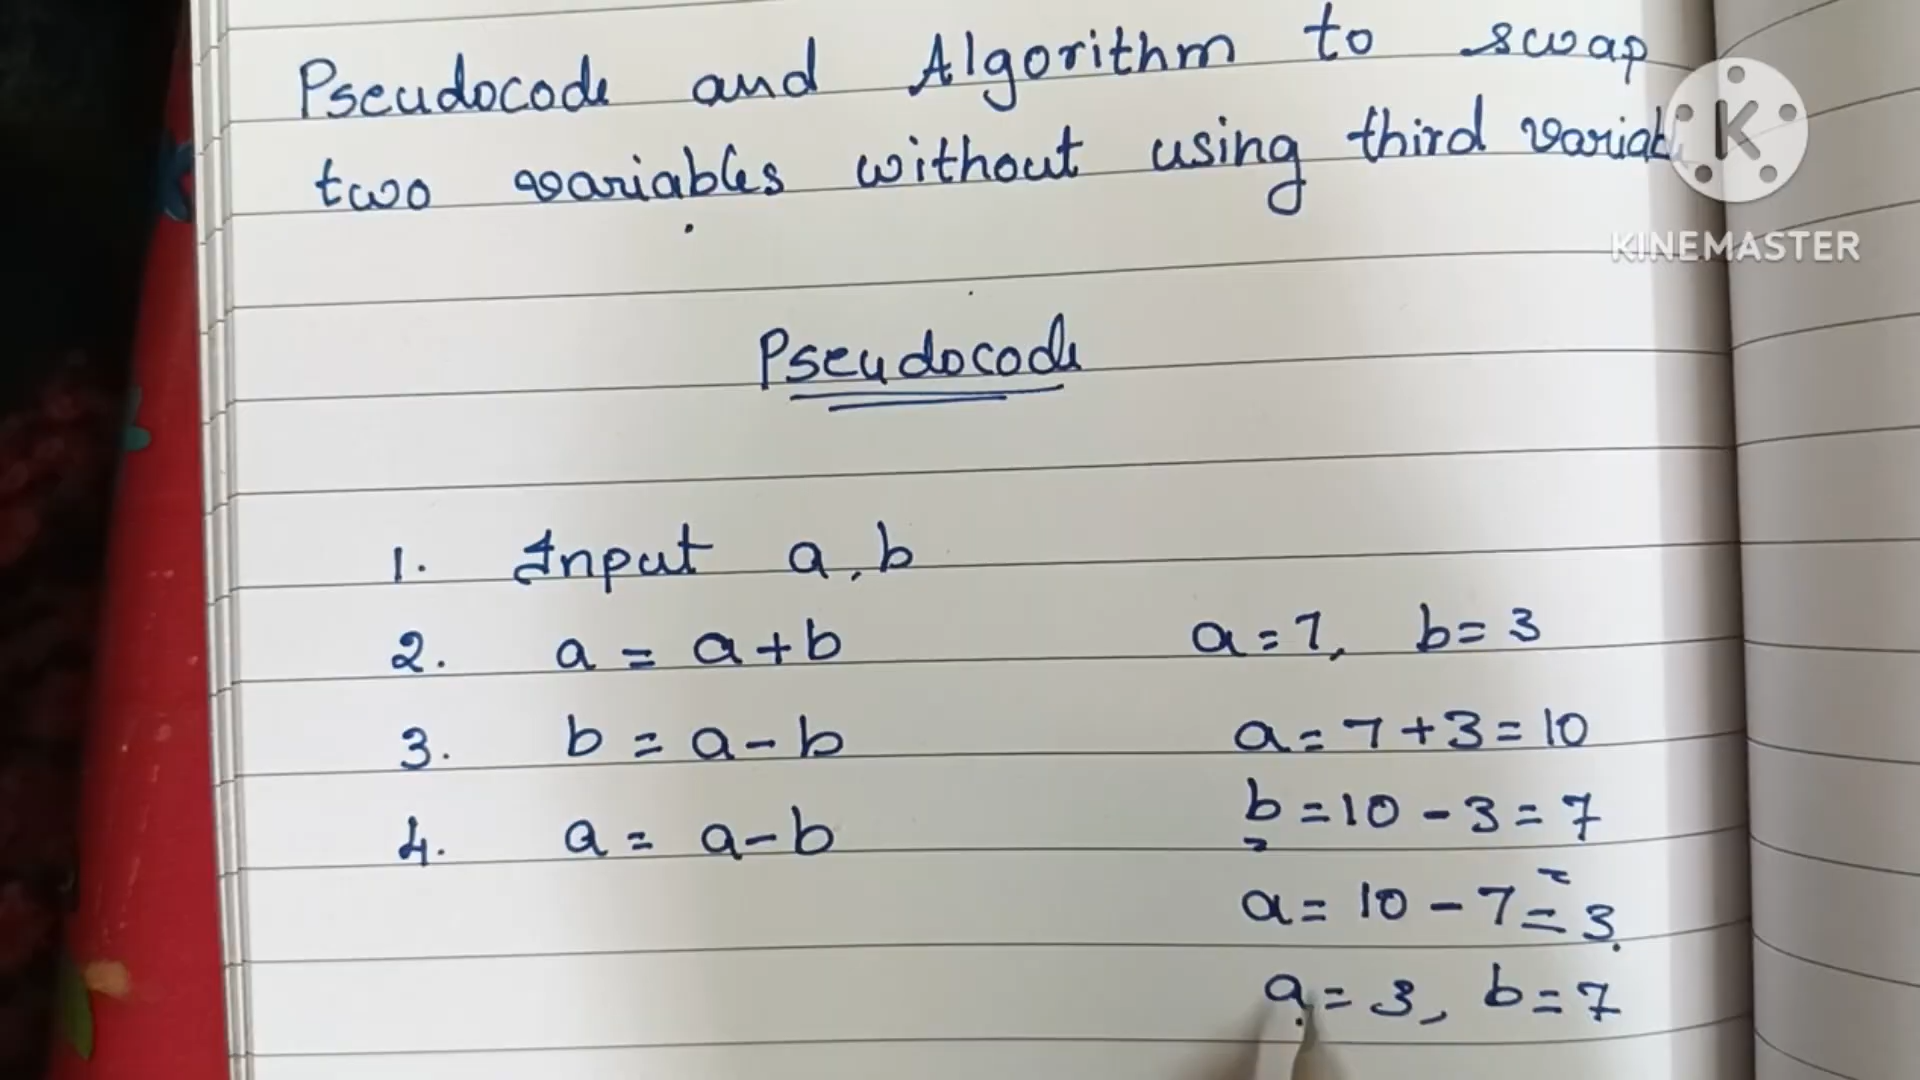 Pseudocode and Algorithm to swap
two variables without using third variab
K
KINEMASTER
Pseudocode
1. Input a, b
2. a = a+b
a=7, b=3
3. b = a-b
a=7+3=10
4. a = a-b
b=10-3=7
a=10-7=3
a=3, b=7